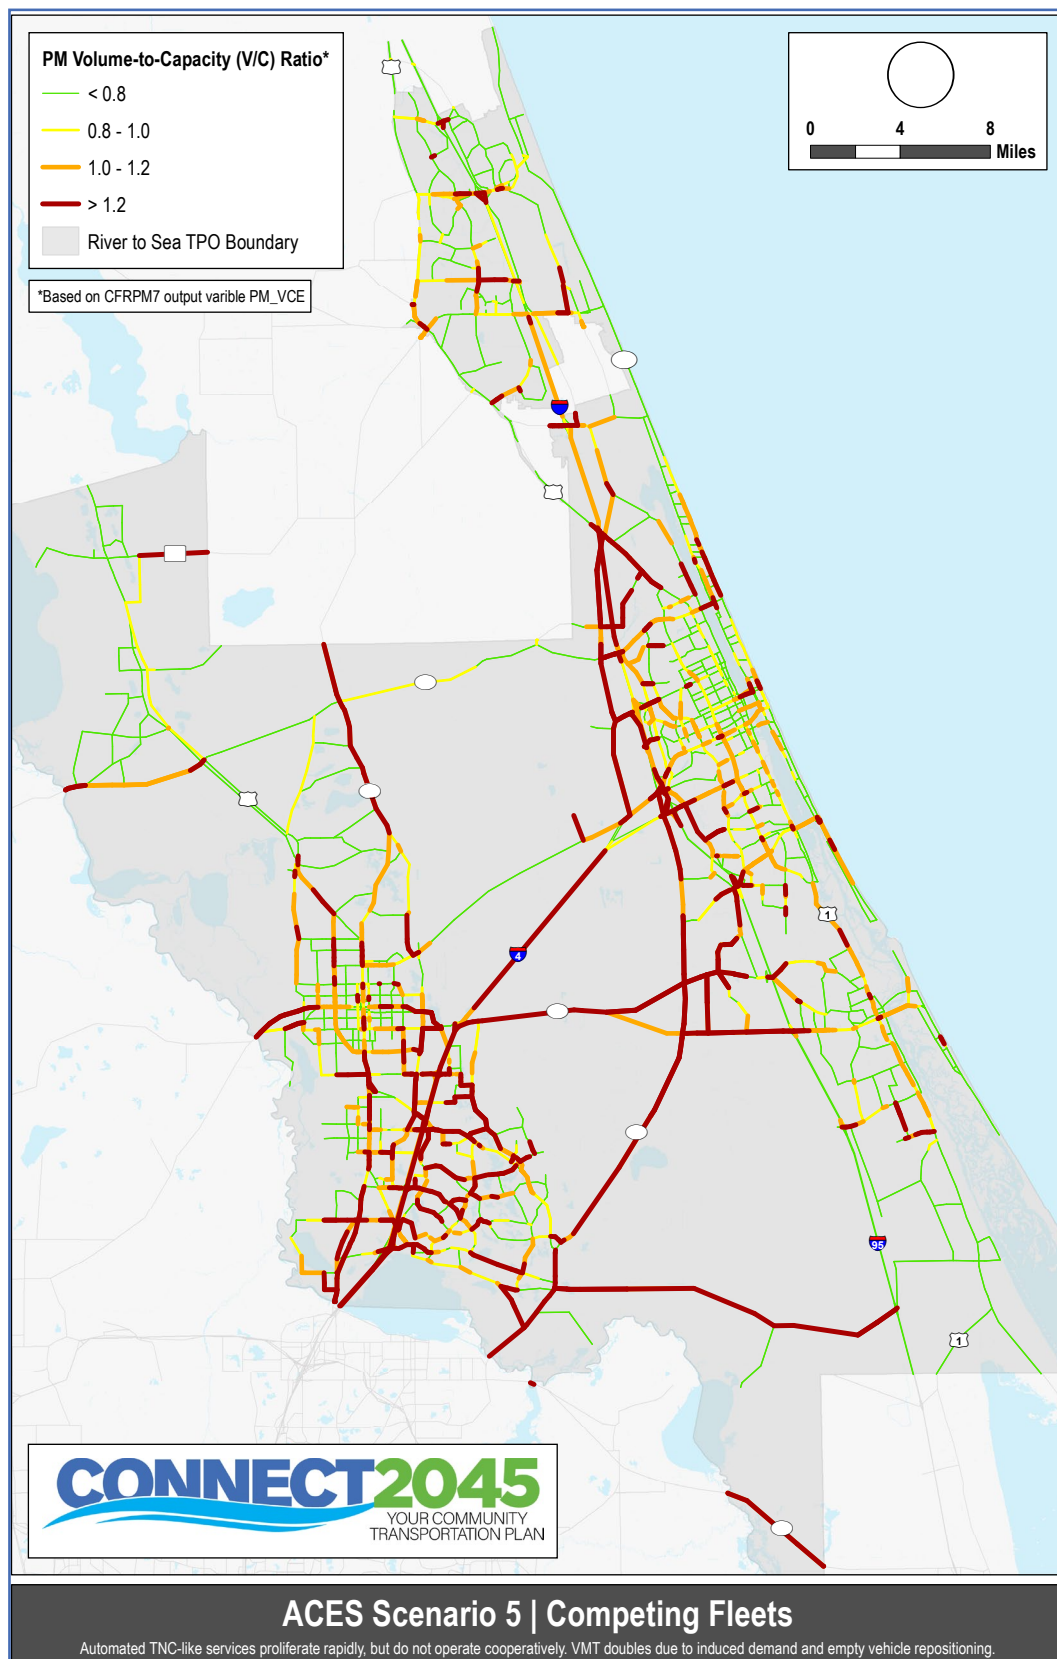 PM Volume-to-Capacity (V/C) Ratio*
< 0.8
0.8 - 1.0
1.0 - 1.2
> 1.2
River to Sea TPO Boundary
*Based on CFRPM7 output varible PM_VCE
0 4 8
Miles
1
4
95
1
CONNECT2045
YOUR COMMUNITY
TRANSPORTATION PLAN
ACES Scenario 5 | Competing Fleets
Automated TNC-like services proliferate rapidly, but do not operate cooperatively. VMT doubles due to induced demand and empty vehicle repositioning.